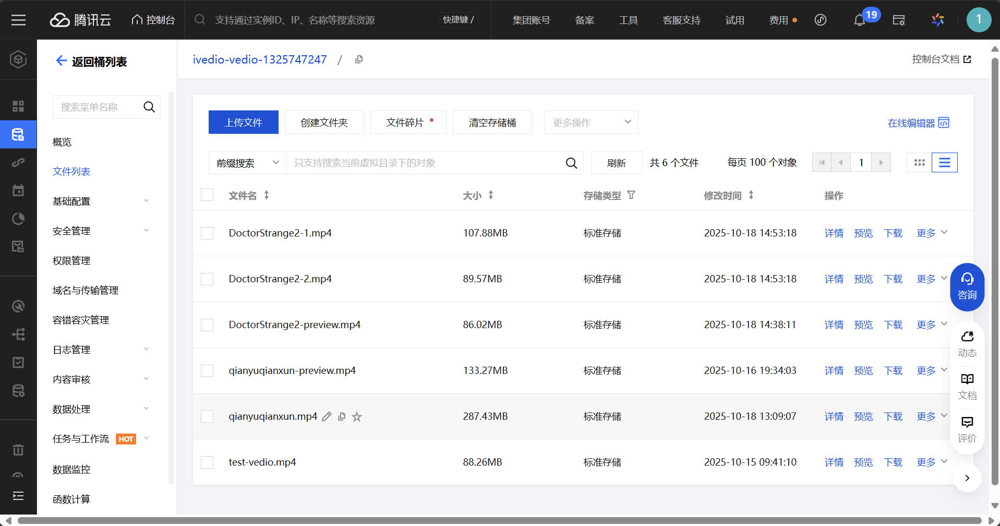 腾讯云
控制台
支持通过实例ID、IP、名称等搜索资源
快捷键 /
集团账号
备案
工具
客服支持
试用
费用
19
1
返回桶列表
搜索菜单名称
概览
文件列表
基础配置
安全管理
权限管理
域名与传输管理
容错容灾管理
日志管理
内容审核
数据处理
任务与工作流 HOT
数据监控
函数计算
ivedio-vedio-1325747247 /
控制台文档
上传文件
创建文件夹
文件碎片
清空存储桶
更多操作
在线编辑器
前缀搜索
只支持搜索当前虚拟目录下的对象
刷新
共 6 个文件
每页 100 个对象
1
文件名 大小 存储类型 修改时间 操作
DoctorStrange2-1.mp4 107.88MB 标准存储 2025-10-18 14:53:18 详情 预览 下载 更多
DoctorStrange2-2.mp4 89.57MB 标准存储 2025-10-18 14:53:18 详情 预览 下载 更多
DoctorStrange2-preview.mp4 86.02MB 标准存储 2025-10-18 14:38:11 详情 预览 下载 更多
qianyuqianxun-preview.mp4 133.27MB 标准存储 2025-10-16 19:34:03 详情 预览 下载 更多
qianyuqianxun.mp4 287.43MB 标准存储 2025-10-18 13:09:07 详情 预览 下载 更多
test-vedio.mp4 88.26MB 标准存储 2025-10-15 09:41:10 详情 预览 下载 更多
咨询
动态
文档
评价